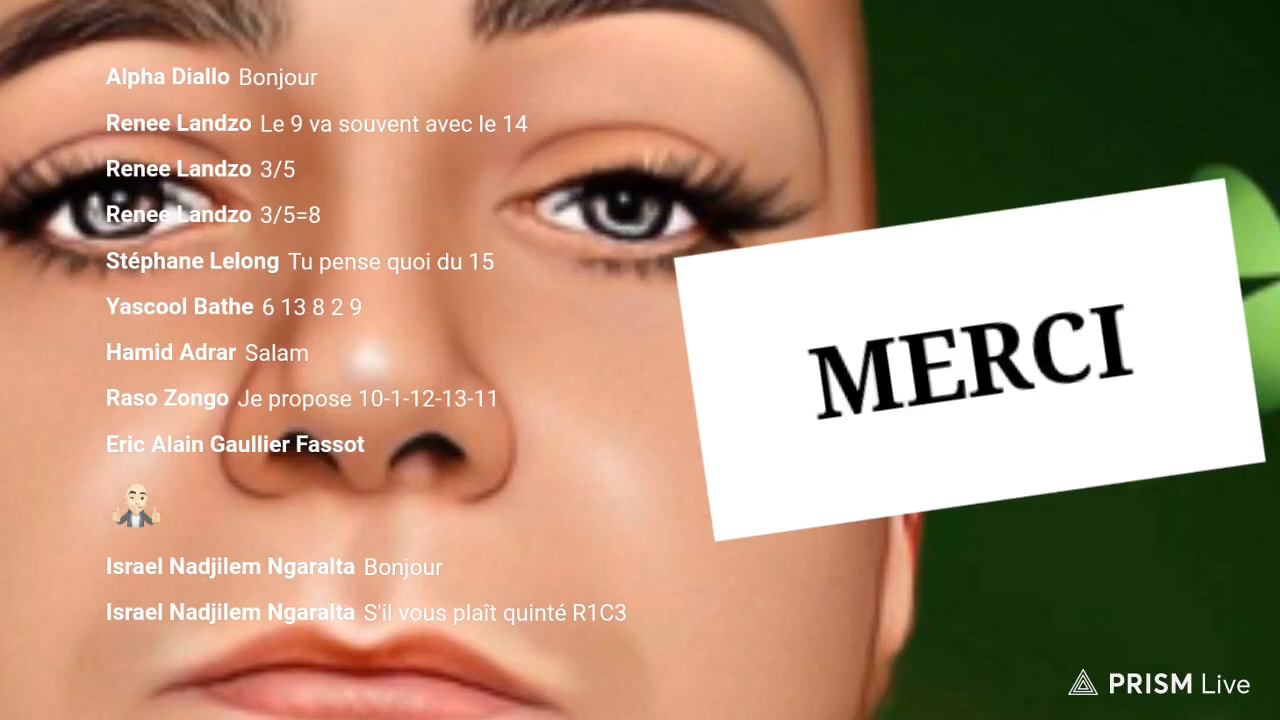 Alpha Diallo Bonjour
Renee Landzo Le 9 va souvent avec le 14
Renee Landzo 3/5
Renee Landzo 3/5=8
Stéphane Lelong Tu pense quoi du 15
Yascool Bathe 6 13 8 2 9
Hamid Adrar Salam
Raso Zongo Je propose 10-1-12-13-11
Eric Alain Gaullier Fassot
Israel Nadjilem Ngaralta Bonjour
Israel Nadjilem Ngaralta S'il vous plaît quinté R1C3
MERCI
PRISM Live